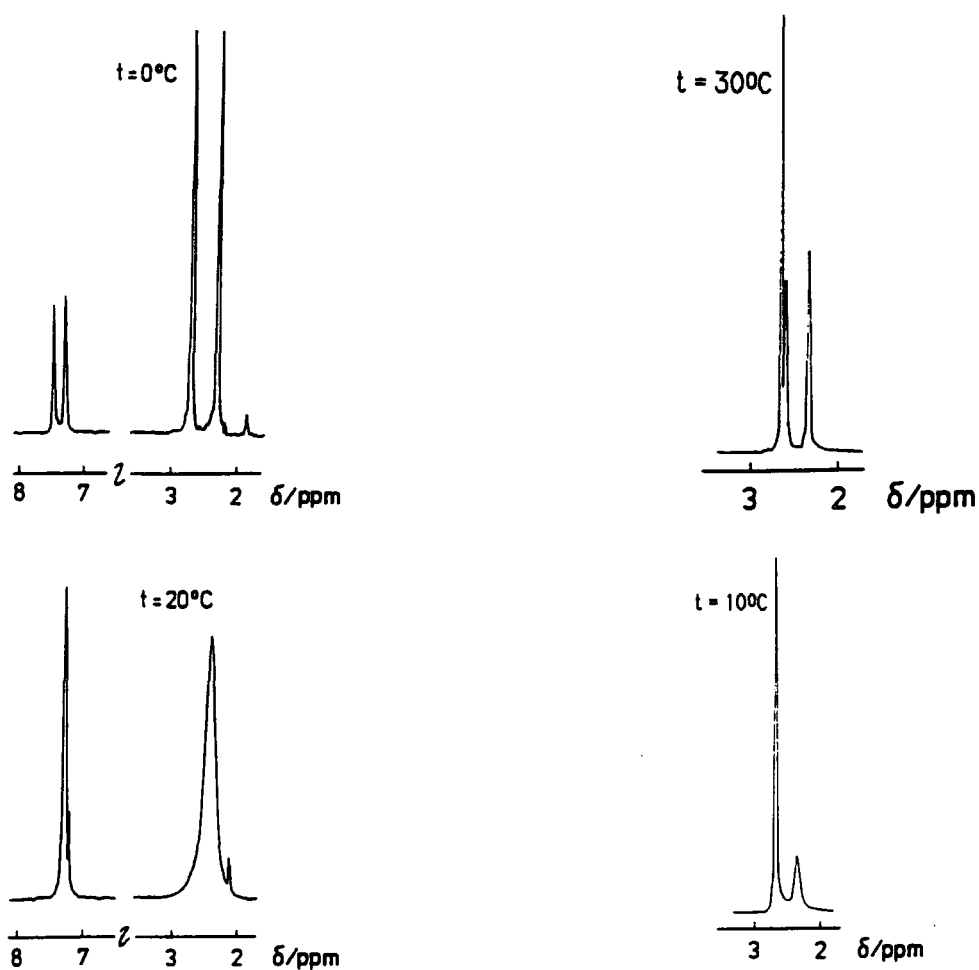 t = 0°C
8 7 3 2 δ/ppm
t = 30°C
3 2 δ/ppm
t = 20°C
8 7 3 2 δ/ppm
t = 10°C
3 2 δ/ppm